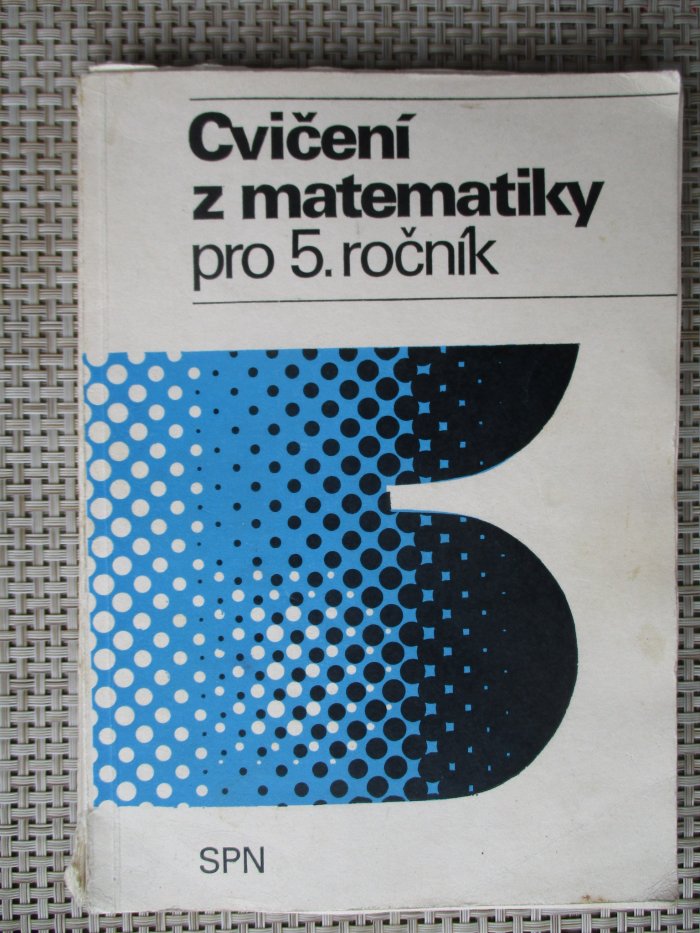 Cvičení
z matematiky
pro 5. ročník
SPN